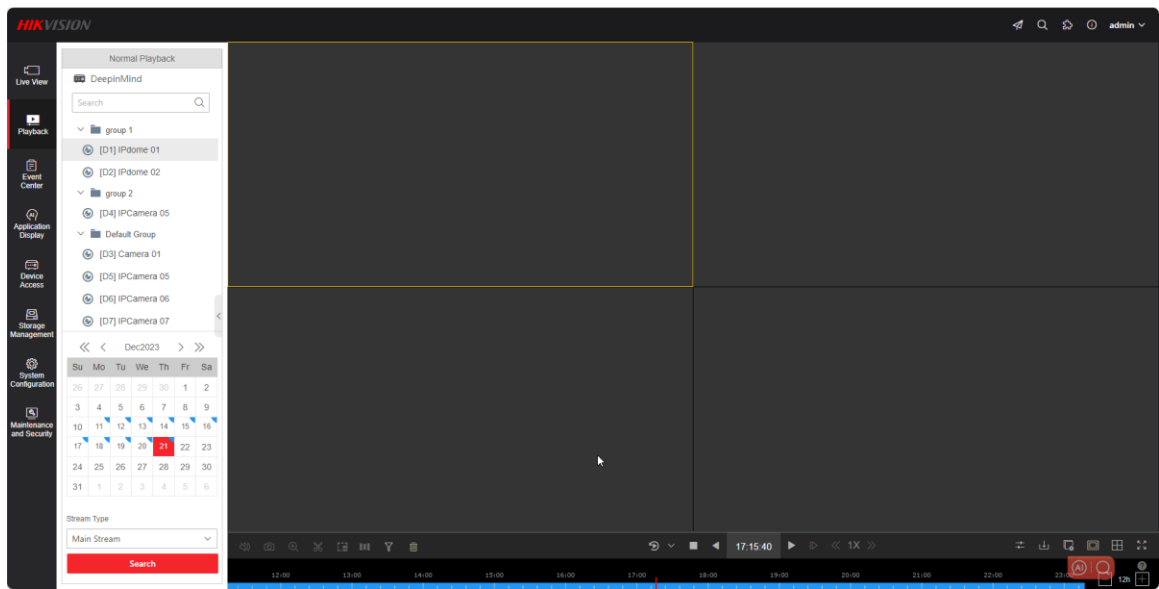 HIKVISION
admin
Live View
Playback
Event
Center
AI
Application
Display
Device
Access
Storage
Management
System
Configuration
Maintenance
and Security
Normal Playback
DeepinMind
Search
group 1
[D1] IPdome 01
[D2] IPdome 02
group 2
[D4] IPCamera 05
Default Group
[D3] Camera 01
[D5] IPCamera 05
[D6] IPCamera 06
[D7] IPCamera 07
Dec2023
Su Mo Tu We Th Fr Sa
26 27 28 29 30 1 2
3 4 5 6 7 8 9
10 11 12 13 14 15 16
17 18 19 20 21 22 23
24 25 26 27 28 29 30
31 1 2 3 4 5 6
Stream Type
Main Stream
Search
17:15:40
1X
12:00 13:00 14:00 15:00 16:00 17:00 18:00 19:00 20:00 21:00 22:00 23:0
AI
12h